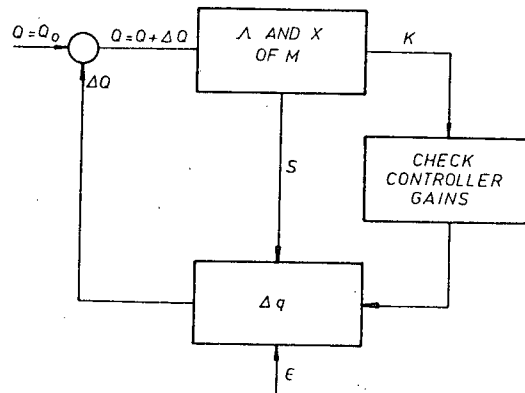 Q=Q₀
Q=Q+ΔQ
Λ AND X
OF M
K
ΔQ
S
CHECK
CONTROLLER
GAINS
Δq
ϵ